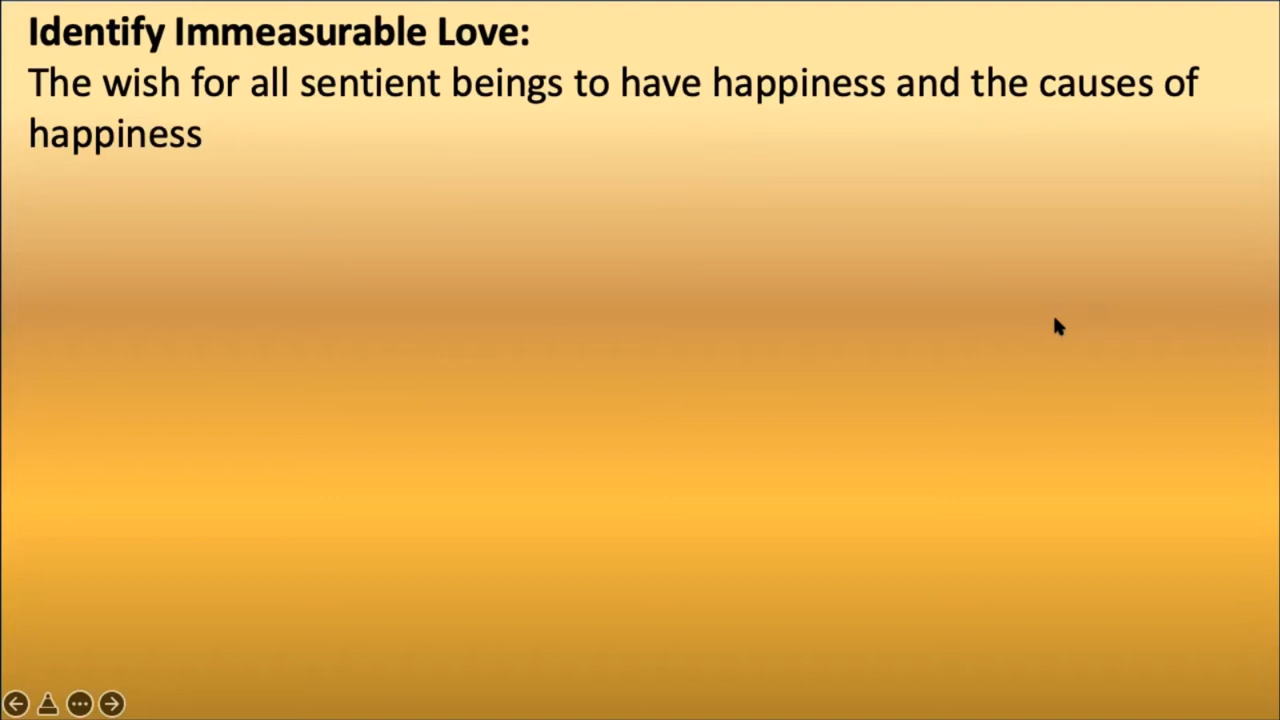 Identify Immeasurable Love:
The wish for all sentient beings to have happiness and the causes of
happiness